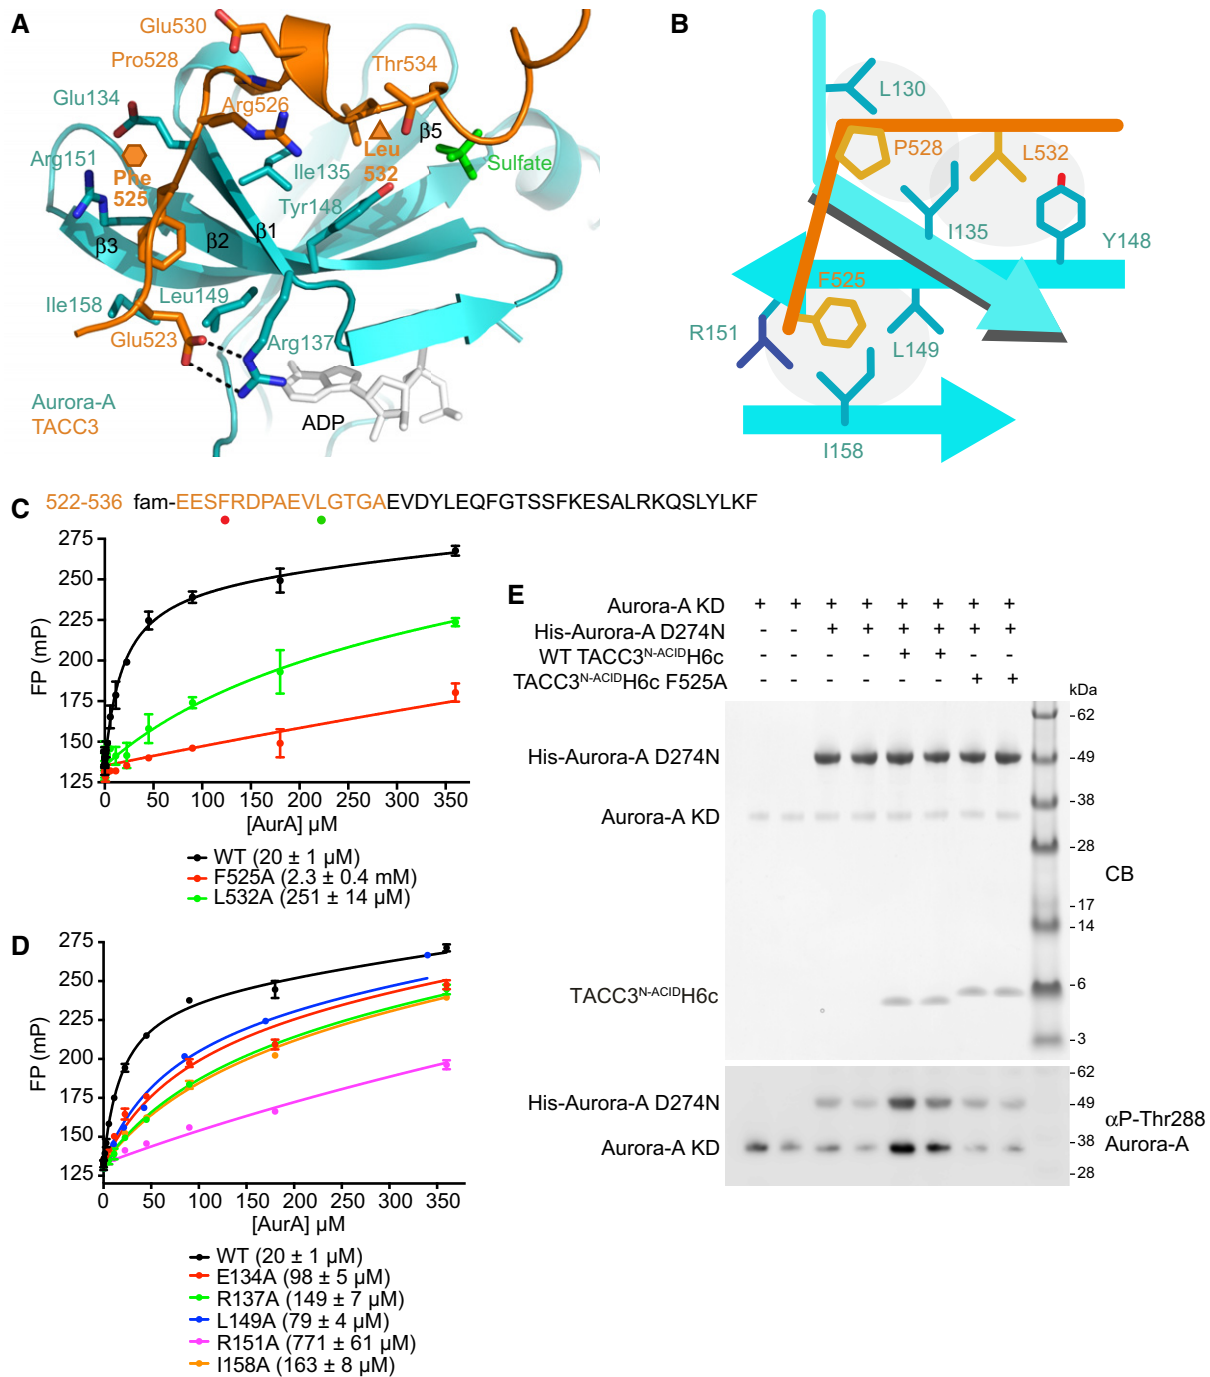 A
Glu530
Pro528
Thr534
Glu134
Arg526
β5
Arg151
Leu
532
Sulfate
Phe
525
Ile135
Tyr148
β3
β2
β1
Ile158
Leu149
Glu523
Arg137
Aurora-A
TACC3
ADP
B
L130
P528
L532
I135
Y148
F525
R151
L149
I158
C
522-536 fam-EESFRDPAEVLGTGAEVDYLEQFGTSSFKESALRKQSLYLKF
275
250
225
200
175
150
125
FP (mP)
0 50 100 150 200 250 300 350
[AurA] µM
WT (20 ± 1 µM)
F525A (2.3 ± 0.4 mM)
L532A (251 ± 14 µM)
D
275
250
225
200
175
150
125
FP (mP)
0 50 100 150 200 250 300 350
[AurA] µM
WT (20 ± 1 µM)
E134A (98 ± 5 µM)
R137A (149 ± 7 µM)
L149A (79 ± 4 µM)
R151A (771 ± 61 µM)
I158A (163 ± 8 µM)
E
Aurora-A KD + + + + + + + +
His-Aurora-A D274N - - + + + + + +
WT TACC3N-ACIDH6c - - - - + + - -
TACC3N-ACIDH6c F525A - - - - - - + +
kDa
-62
His-Aurora-A D274N
-49
-38
Aurora-A KD
-28
CB
-17
-14
TACC3N-ACIDH6c
-6
-3
-62
His-Aurora-A D274N
-49
αP-Thr288
Aurora-A KD
-38
Aurora-A
-28